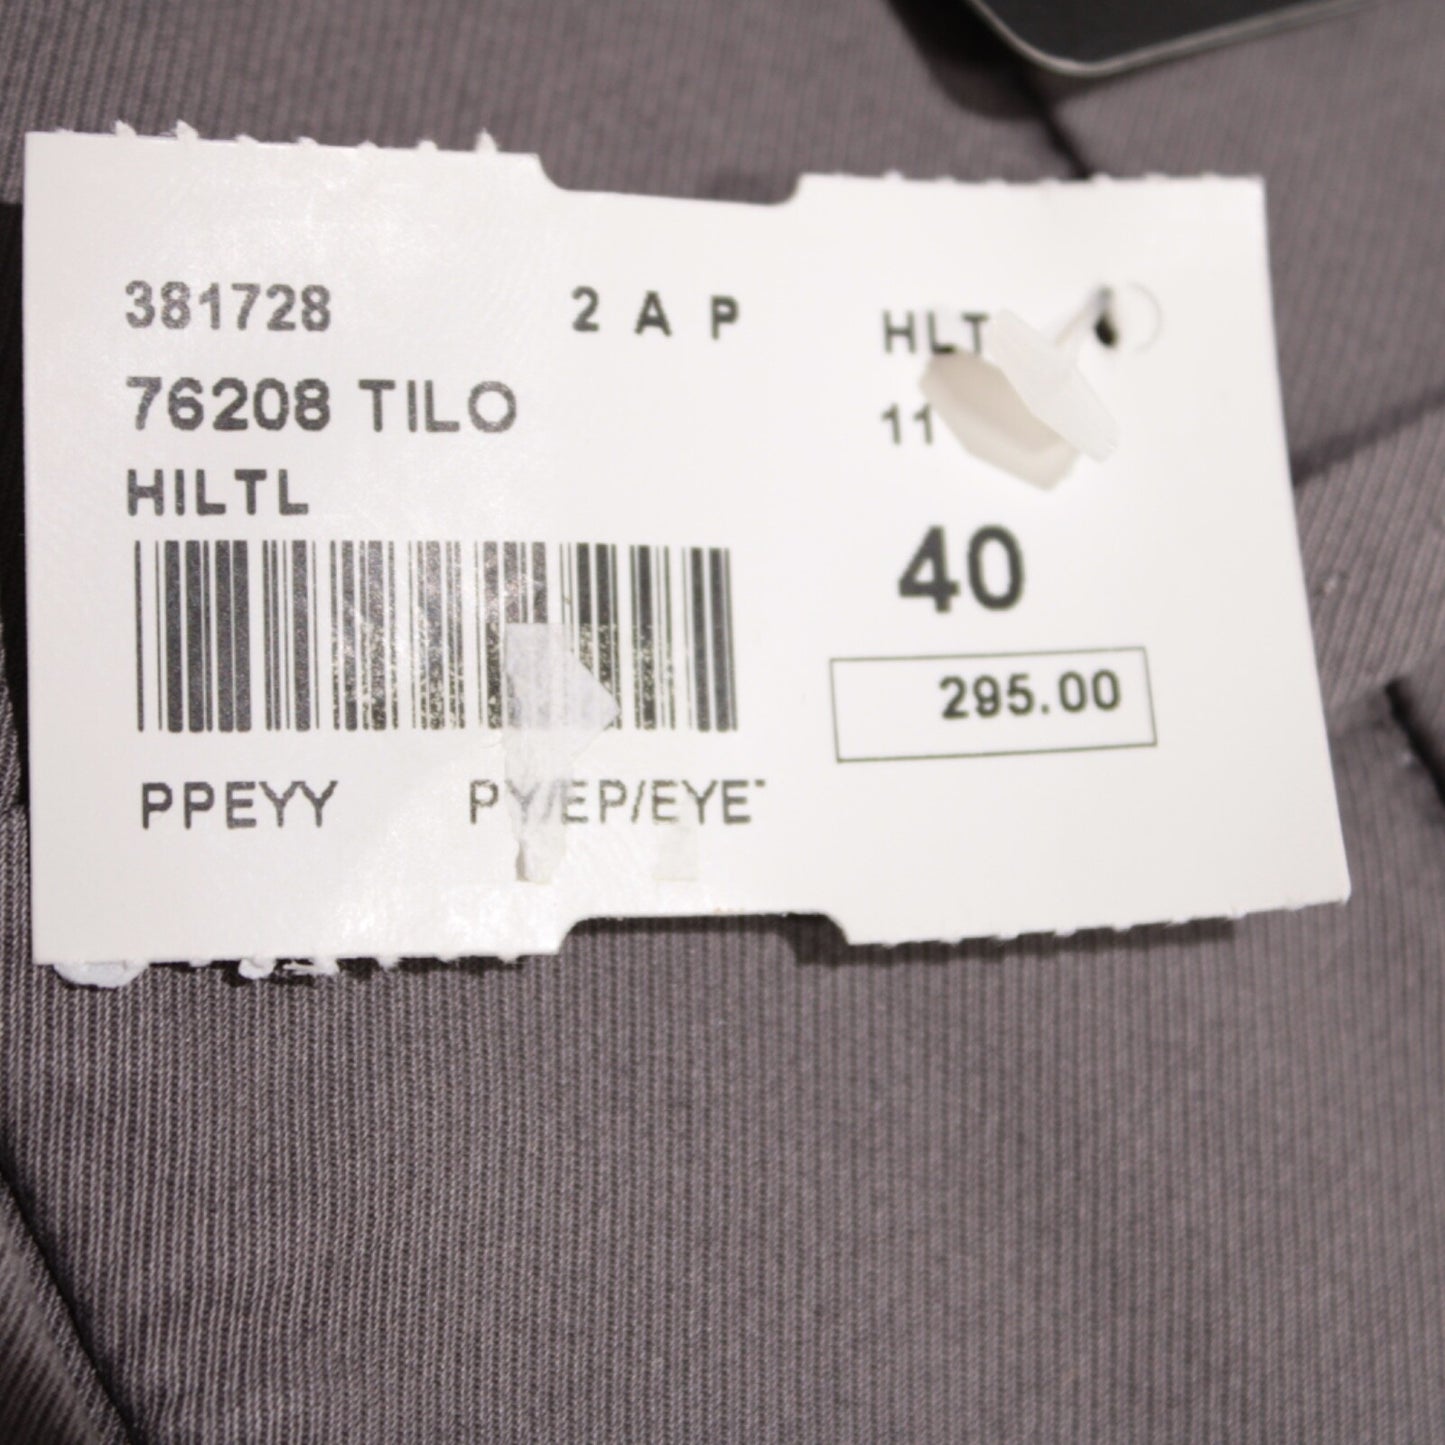 381728 2 A P HLT
76208 TILO 11
HILTL
40
295.00
PPEYY PY/EP/EYE